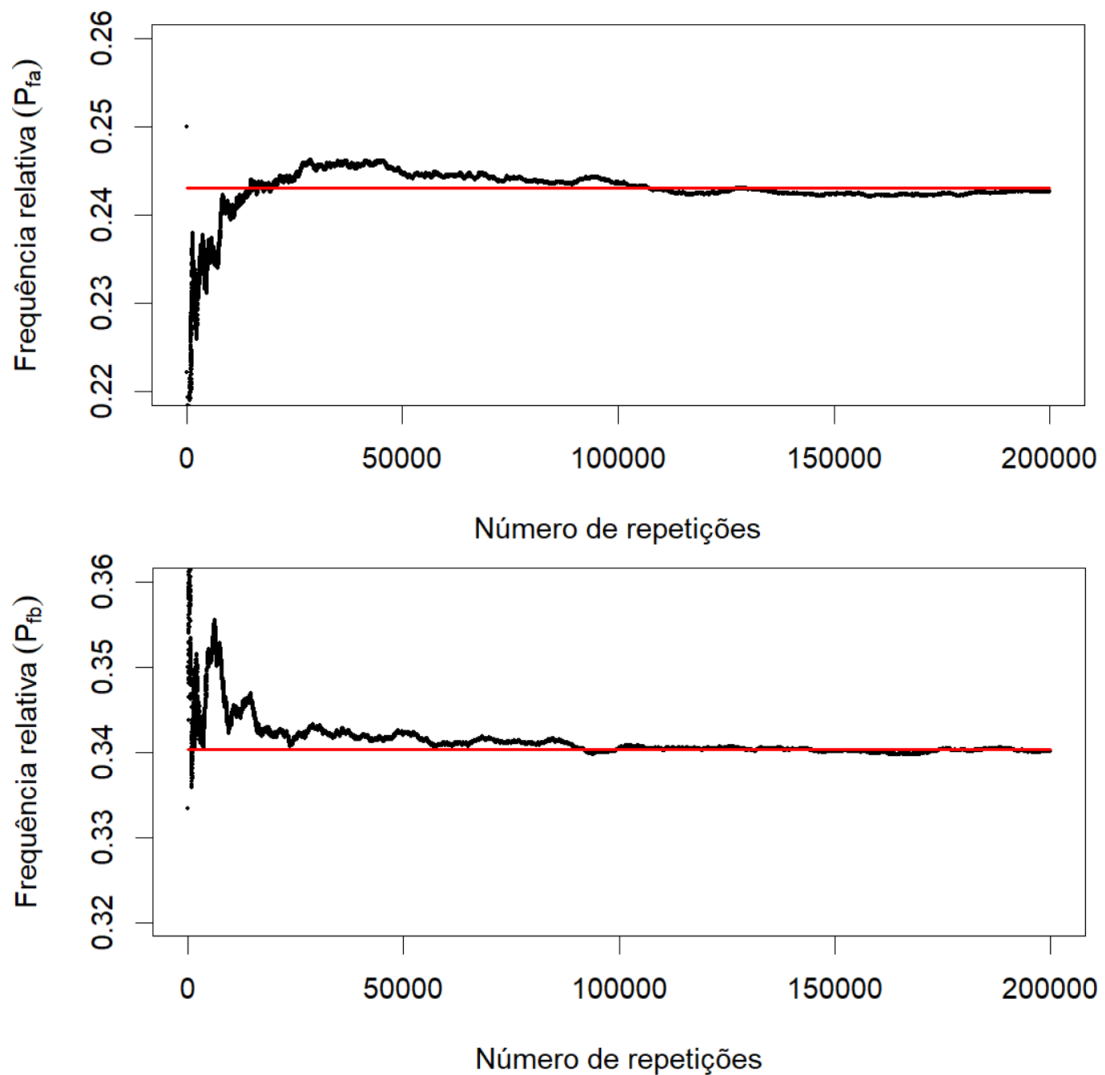 Frequência relativa (Pfa)
0.26
0.25
0.24
0.23
0.22
0 50000 100000 150000 200000
Número de repetições
Frequência relativa (Pfb)
0.36
0.35
0.34
0.33
0.32
0 50000 100000 150000 200000
Número de repetições